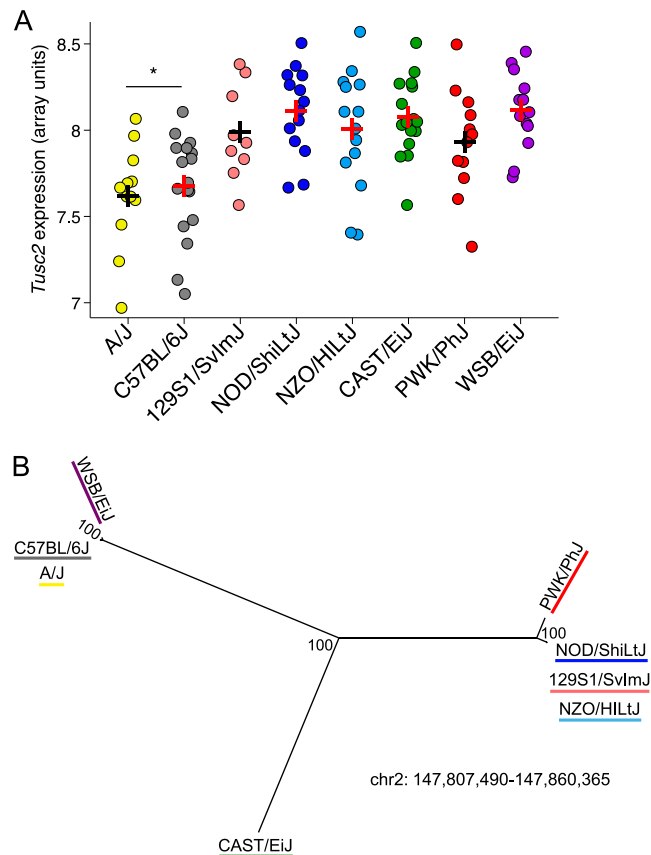 A
*
Tusc2 expression (array units)
8.5
8
7.5
7
A/J
C57BL/6J
129S1/SvImJ
NOD/ShiLtJ
NZO/HILtJ
CAST/EiJ
PWK/PhJ
WSB/EiJ
B
WSB/EiJ
100
C57BL/6J
A/J
PWK/PhJ
100
100
NOD/ShiLtJ
129S1/SvImJ
NZO/HILtJ
chr2: 147,807,490-147,860,365
CAST/EiJ